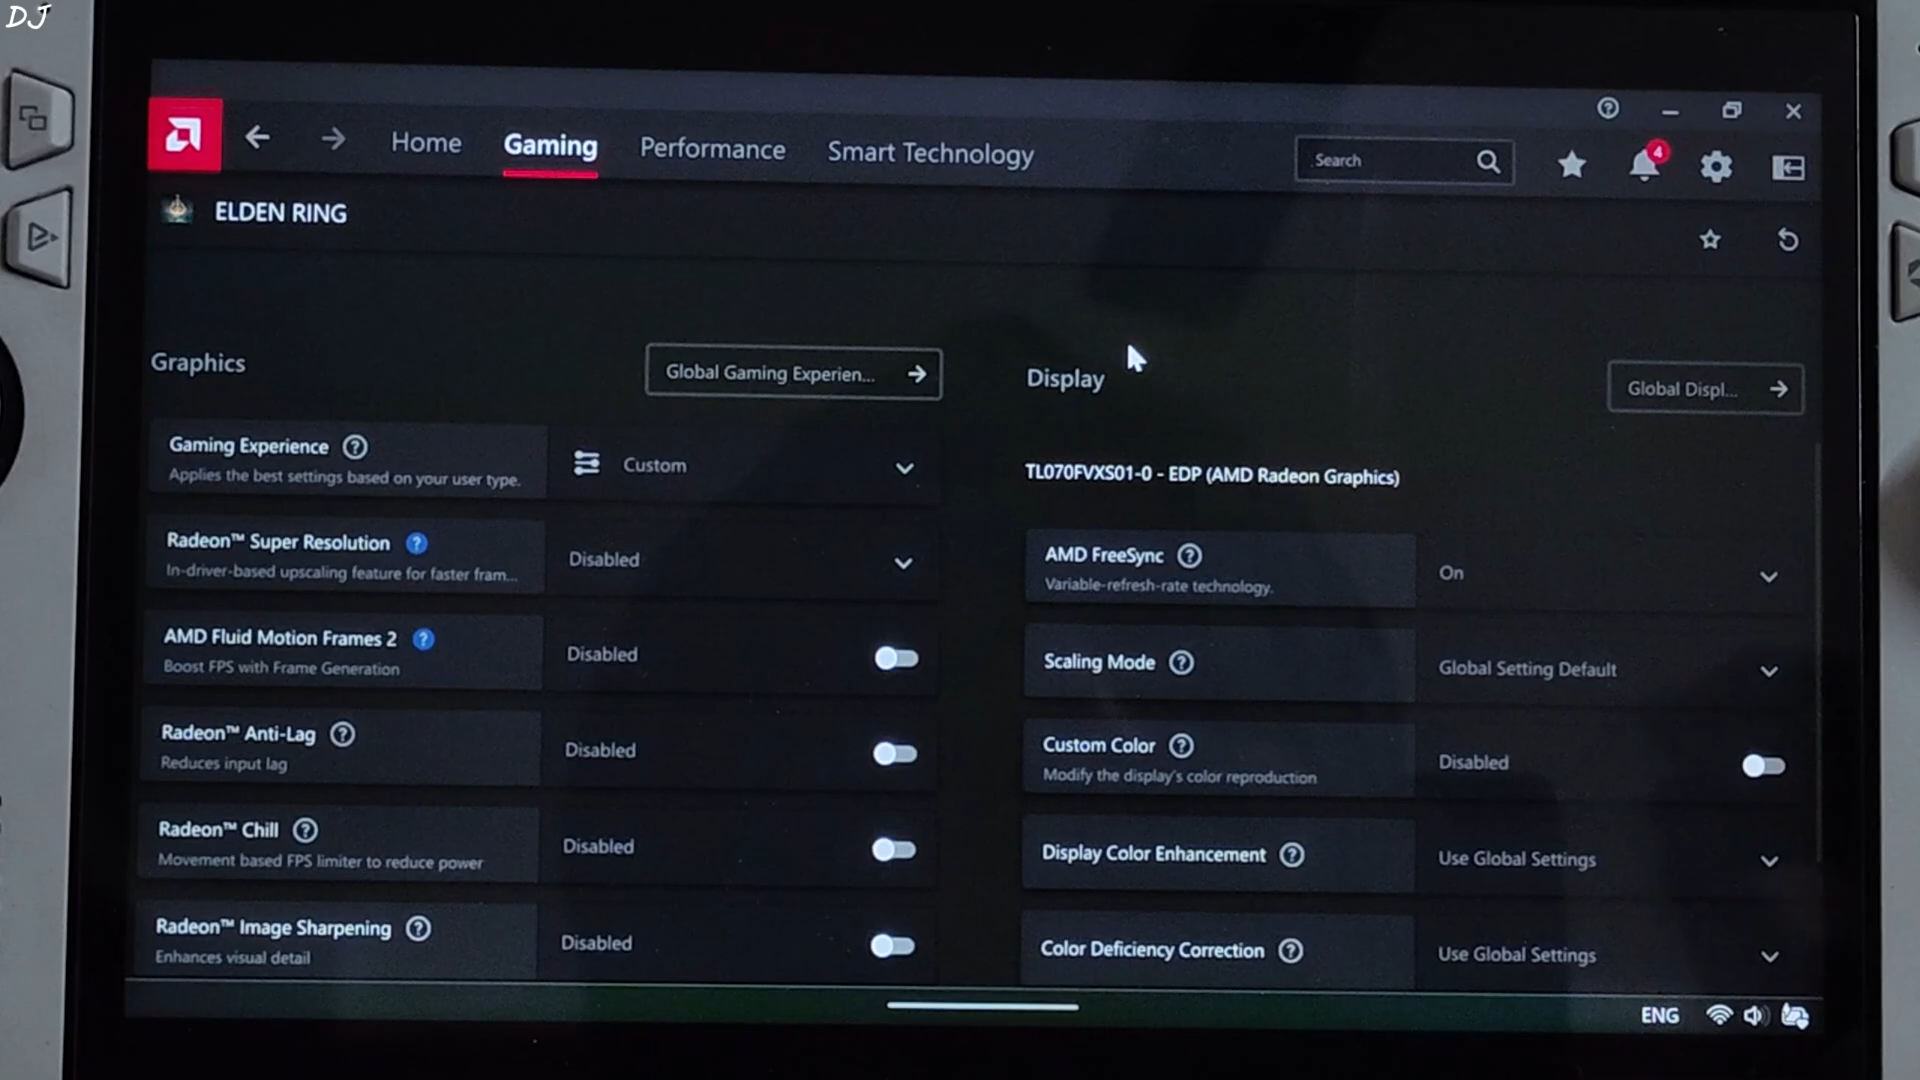 DJ
Home
Gaming
Performance
Smart Technology
Search
4
ELDEN RING
Graphics
Global Gaming Experien...
Display
Global Displ...
Gaming Experience
Applies the best settings based on your user type.
Custom
TL070FVXS01-0 - EDP (AMD Radeon Graphics)
Radeon™ Super Resolution
In-driver-based upscaling feature for faster fram...
Disabled
AMD FreeSync
Variable-refresh-rate technology.
On
AMD Fluid Motion Frames 2
Boost FPS with Frame Generation
Disabled
Scaling Mode
Global Setting Default
Radeon™ Anti-Lag
Reduces input lag
Disabled
Custom Color
Modify the display's color reproduction
Disabled
Radeon™ Chill
Movement based FPS limiter to reduce power
Disabled
Display Color Enhancement
Use Global Settings
Radeon™ Image Sharpening
Enhances visual detail
Disabled
Color Deficiency Correction
Use Global Settings
ENG